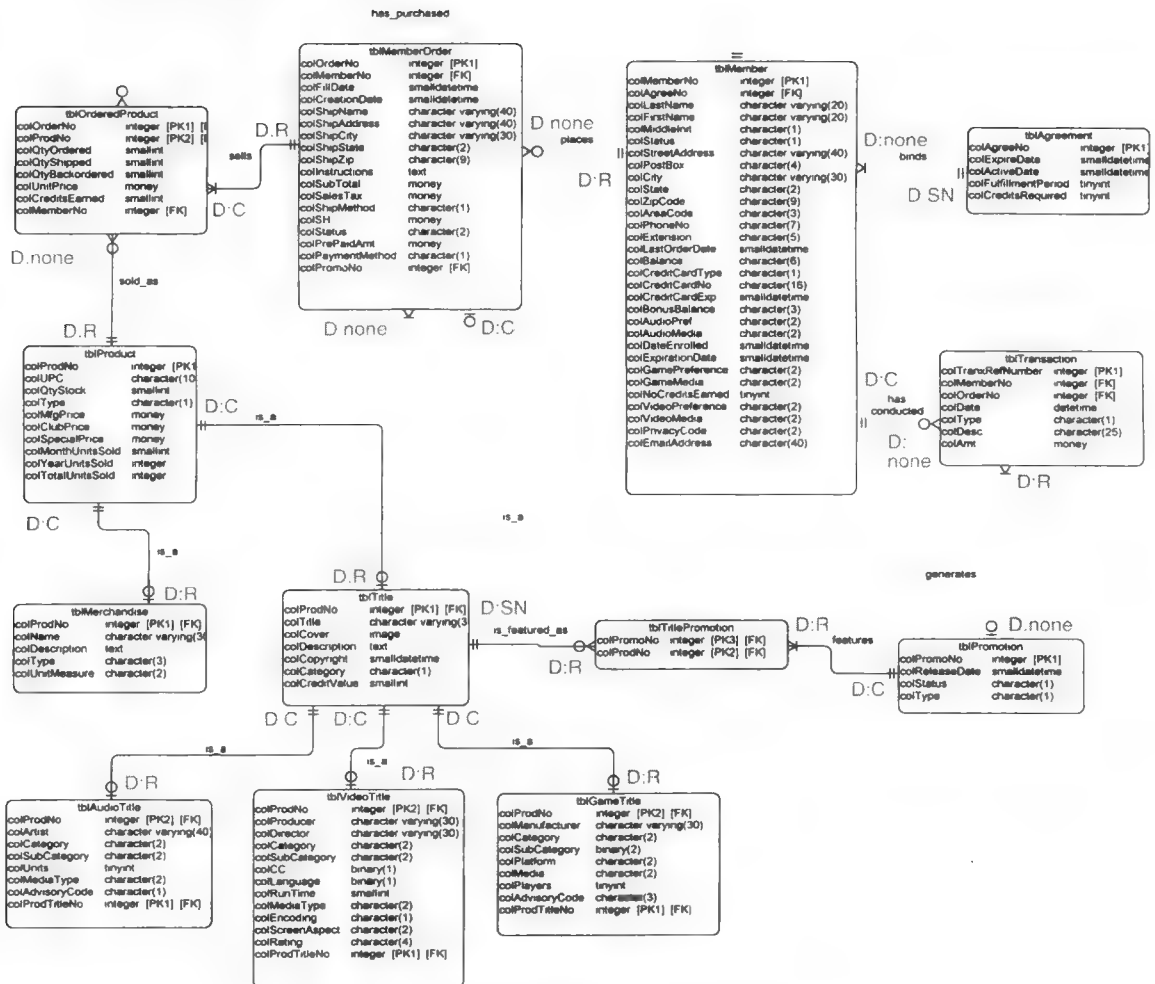 has_purchased
tblMemberOrder
colOrderNo integer [PK1]
colMemberNo integer [FK]
colFillDate smalldatetime
colCreationDate smalldatetime
colShipName character varying(40)
colShipAddress character varying(40)
colShipCity character varying(30)
colShipState character(2)
colShipZip character(9)
colInstructions text
colSubTotal money
colSalesTax money
colShipMethod character(1)
colSH money
colStatus character(2)
colPrePaidAmt money
colPaymentMethod character(1)
colPromoNo integer [FK]
D none
D:C
D none
places
D:R
tblMember
colMemberNo integer [PK1]
colAgreeNo integer [FK]
colLastName character varying(20)
colFirstName character varying(20)
colMiddleInit character(1)
colStatus character(1)
colStreetAddress character varying(40)
colPostBox character(4)
colCity character varying(30)
colState character(2)
colZipCode character(9)
colAreaCode character(3)
colPhoneNo character(7)
colExtension character(5)
colLastOrderDate smalldatetime
colBalance character(6)
colCreditCardType character(1)
colCreditCardNo character(16)
colCreditCardExp smalldatetime
colBonusBalance character(3)
colAudioPref character(2)
colAudioMedia character(2)
colDateEnrolled smalldatetime
colExpirationDate smalldatetime
colGamePreference character(2)
colGameMedia character(2)
colNoCreditsEarned tinyint
colVideoPreference character(2)
colVideoMedia character(2)
colPrivacyCode character(2)
colEmailAddress character(40)
D:none
binds
D SN
tblAgreement
colAgreeNo integer [PK1]
colExpireDate smalldatetime
colActiveDate smalldatetime
colFulfillmentPeriod tinyint
colCreditsRequired tinyint
tblOrderedProduct
colOrderNo integer [PK1] [
colProdNo integer [PK2] [
colQtyOrdered smallint
colQtyShipped smallint
colQtyBackordered smallint
colUnitPrice money
colCreditsEarned smallint
colMemberNo integer [FK]
D.R
sells
D:C
D.none
sold_as
D.R
tblProduct
colProdNo integer [PK1
colUPC character(10
colQtyStock smallint
colType character(1)
colMfgPrice money
colClubPrice money
colSpecialPrice money
colMonthUnitsSold smallint
colYearUnitsSold integer
colTotalUnitsSold integer
D:C
is_a
D:C
has
conducted
D:
none
tblTransaction
colTranxRefNumber integer [PK1]
colMemberNo integer [FK]
colOrderNo integer [FK]
colDate datetime
colType character(1)
colDesc character(25)
colAmt money
D:R
D:C
is_a
D:R
tblMerchandise
colProdNo integer [PK1] [FK]
colName character varying(3
colDescription text
colType character(3)
colUnitMeasure character(2)
is_a
D.R
tblTitle
colProdNo integer [PK1] [FK]
colTitle character varying(3
colCover image
colDescription text
colCopyright smalldatetime
colCategory character(1)
colCreditValue smallint
D:SN
is_featured_as
D:R
tblTitlePromotion
colPromoNo integer [PK3] [FK]
colProdNo integer [PK2] [FK]
D:R
features
D:C
generates
D.none
tblPromotion
colPromoNo integer [PK1]
colReleaseDate smalldatetime
colStatus character(1)
colType character(1)
D C
D:C
D C
is_a
is_a
is_a
D:R
D:R
D:R
tblAudioTitle
colProdNo integer [PK2] [FK]
colArtist character varying(40)
colCategory character(2)
colSubCategory character(2)
colUnits tinyint
colMediaType character(2)
colAdvisoryCode character(1)
colProdTitleNo integer [PK1] [FK]
tblVideoTitle
colProdNo integer [PK2] [FK]
colProducer character varying(30)
colDirector character varying(30)
colCategory character(2)
colSubCategory character(2)
colCC binary(1)
colLanguage binary(1)
colRunTime smallint
colMediaType character(2)
colEncoding character(1)
colScreenAspect character(2)
colRating character(4)
colProdTitleNo integer [PK1] [FK]
tblGameTitle
colProdNo integer [PK2] [FK]
colManufacturer character varying(30)
colCategory character(2)
colSubCategory binary(2)
colPlatform character(2)
colMedia character(2)
colPlayers tinyint
colAdvisoryCode character(3)
colProdTitleNo integer [PK1] [FK]